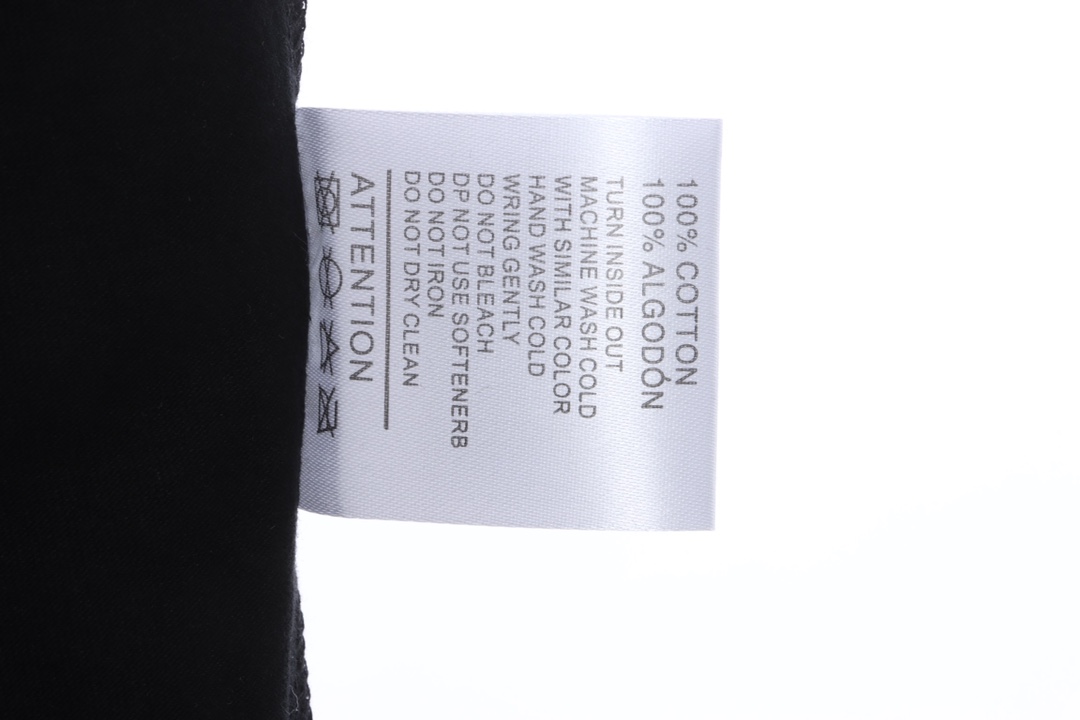 100% COTTON
100% ALGODÓN
TURN INSIDE OUT
MACHINE WASH COLD
WITH SIMILAR COLOR
HAND WASH COLD
WRING GENTLY
DO NOT BLEACH
DP NOT USE SOFTENERB
DO NOT IRON
DO NOT DRY CLEAN
ATTENTION